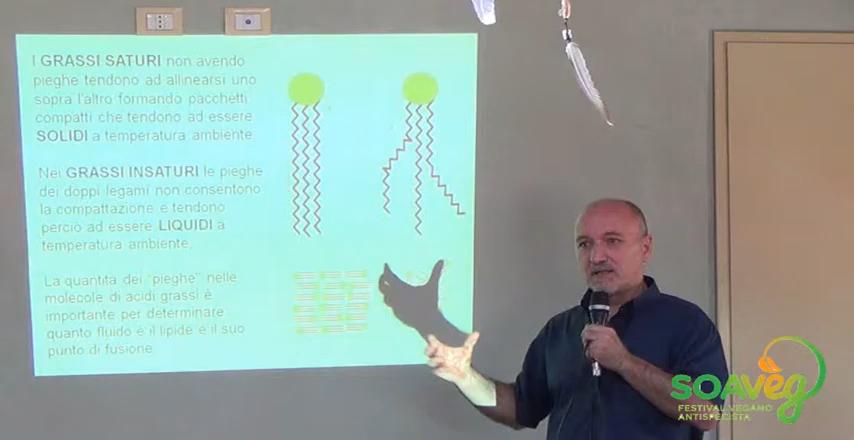 I GRASSI SATURI non avendo
pieghe tendono ad allinearsi uno
sopra l'altro formando pacchetti
compatti che tendono ad essere
SOLIDI a temperatura ambiente.
Nei GRASSI INSATURI le pieghe
dei doppi legami non consentono
la compattazione e tendono
perciò ad essere LIQUIDI a
temperatura ambiente.
La quantità dei "pieghe" nelle
molecole di acidi grassi è
importante per determinare
quanto fluido è il lipide e il suo
punto di fusione
SOAVEg
FESTIVAL VEGANO
ANTISPECISTA